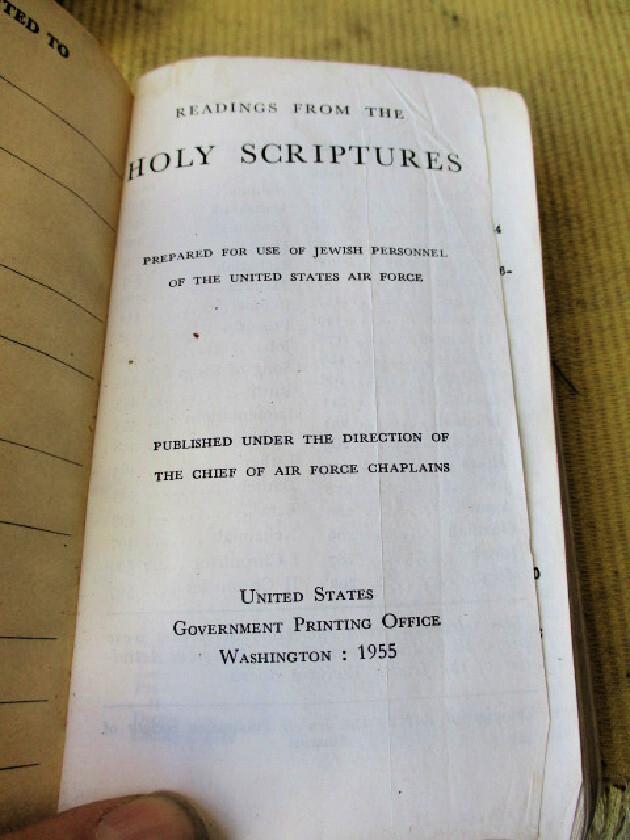 TED TO
READINGS FROM THE
HOLY SCRIPTURES
PREPARED FOR USE OF JEWISH PERSONNEL
OF THE UNITED STATES AIR FORCE
PUBLISHED UNDER THE DIRECTION OF
THE CHIEF OF AIR FORCE CHAPLAINS
UNITED STATES
GOVERNMENT PRINTING OFFICE
WASHINGTON : 1955